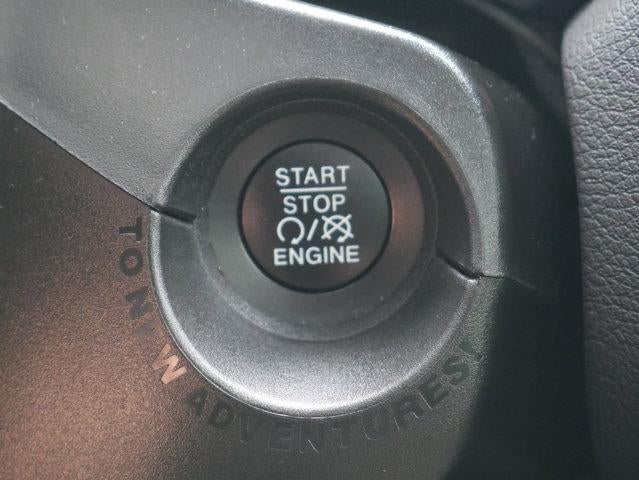 START
STOP
ENGINE
TO NEW ADVENTURES!